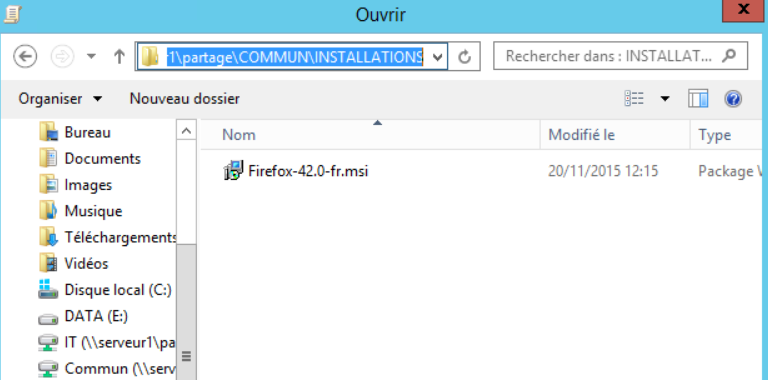 Ouvrir
x
r1\partage\COMMUN\INSTALLATIONS
Rechercher dans : INSTALLAT...
Organiser
Nouveau dossier
Nom
Modifié le
Type
Bureau
Documents
Images
Musique
Téléchargements
Vidéos
Disque local (C:)
DATA (E:)
IT (\\serveur1\pa
Commun (\\serv
Firefox-42.0-fr.msi
20/11/2015 12:15
Package